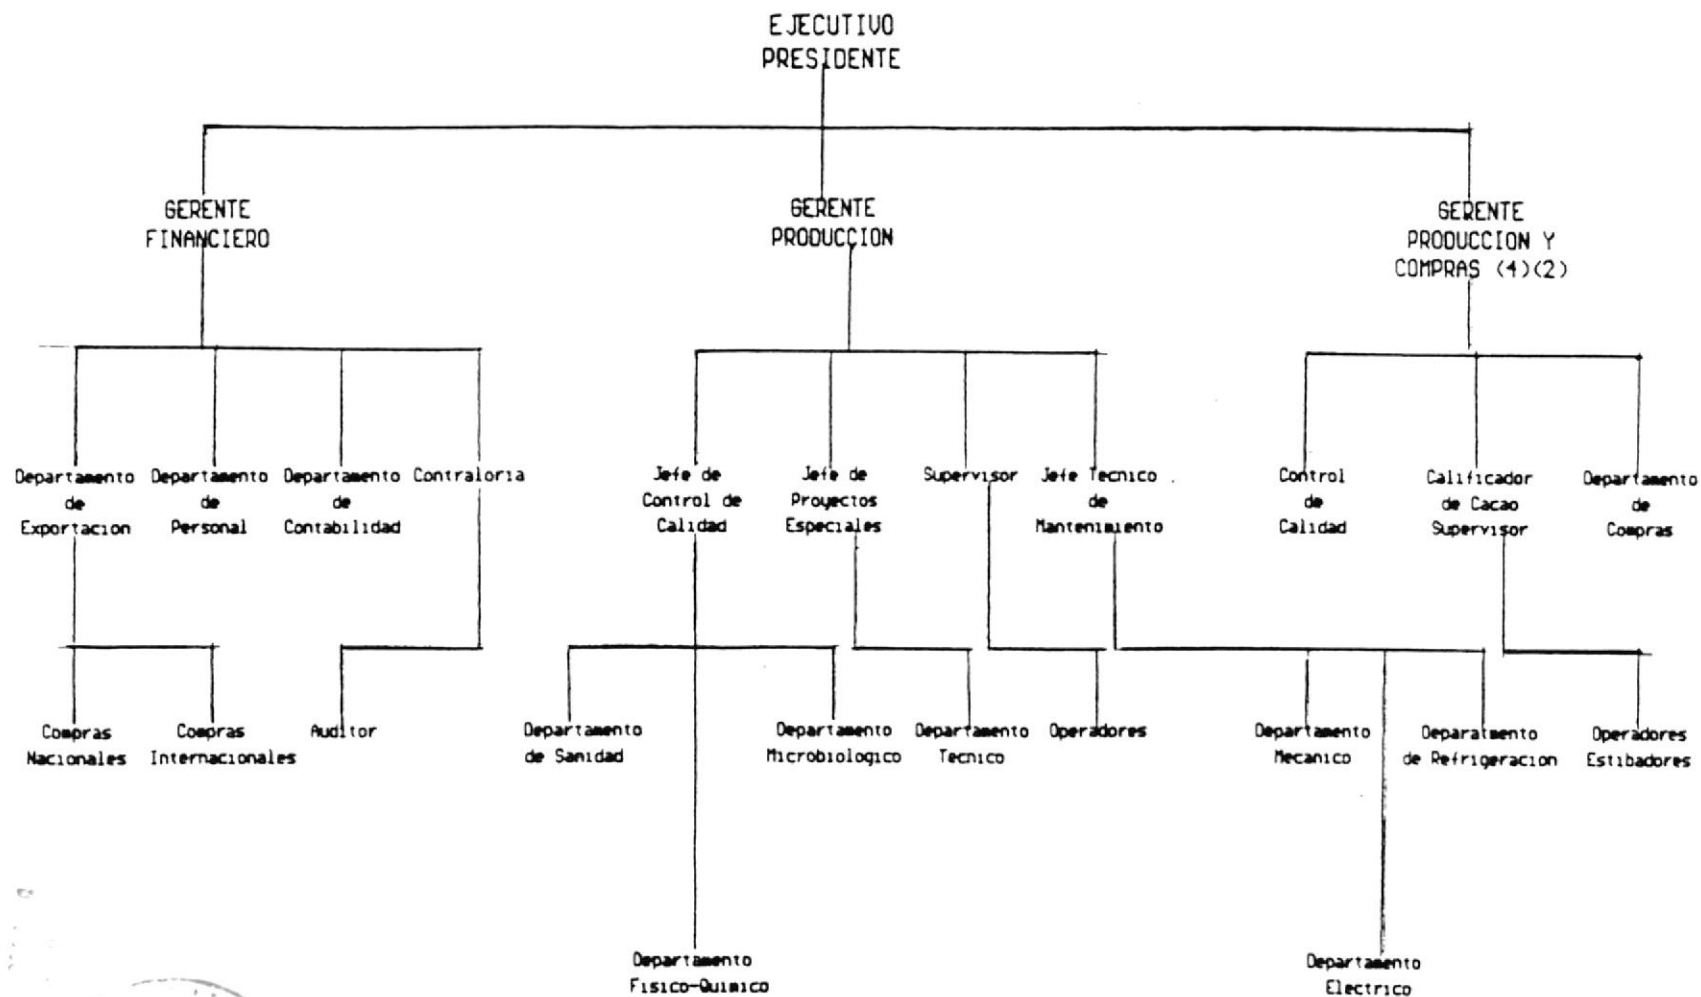 EJECUTIVO
PRESIDENTE
GERENTE
FINANCIERO
GERENTE
PRODUCCION
GERENTE
PRODUCCION Y
COMPRAS (4)(2)
Departamento
de
Exportacion
Departamento
de
Personal
Departamento
de
Contabilidad
Contraloria
Jefe de
Control de
Calidad
Jefe de
Proyectos
Especiales
Supervisor
Jefe Tecnico
de
Mantenimiento
Control
de
Calidad
Calificador
de Cacao
Supervisor
Departamento
de
Compras
Compras
Nacionales
Compras
Internacionales
Auditor
Departamento
de Sanidad
Departamento
Microbiologico
Departamento
Tecnico
Operadores
Departamento
Mecanico
Deparatmento
de Refrigeracion
Operadores
Estibadores
Departamento
Fisico-Quimico
Departamento
Electrico